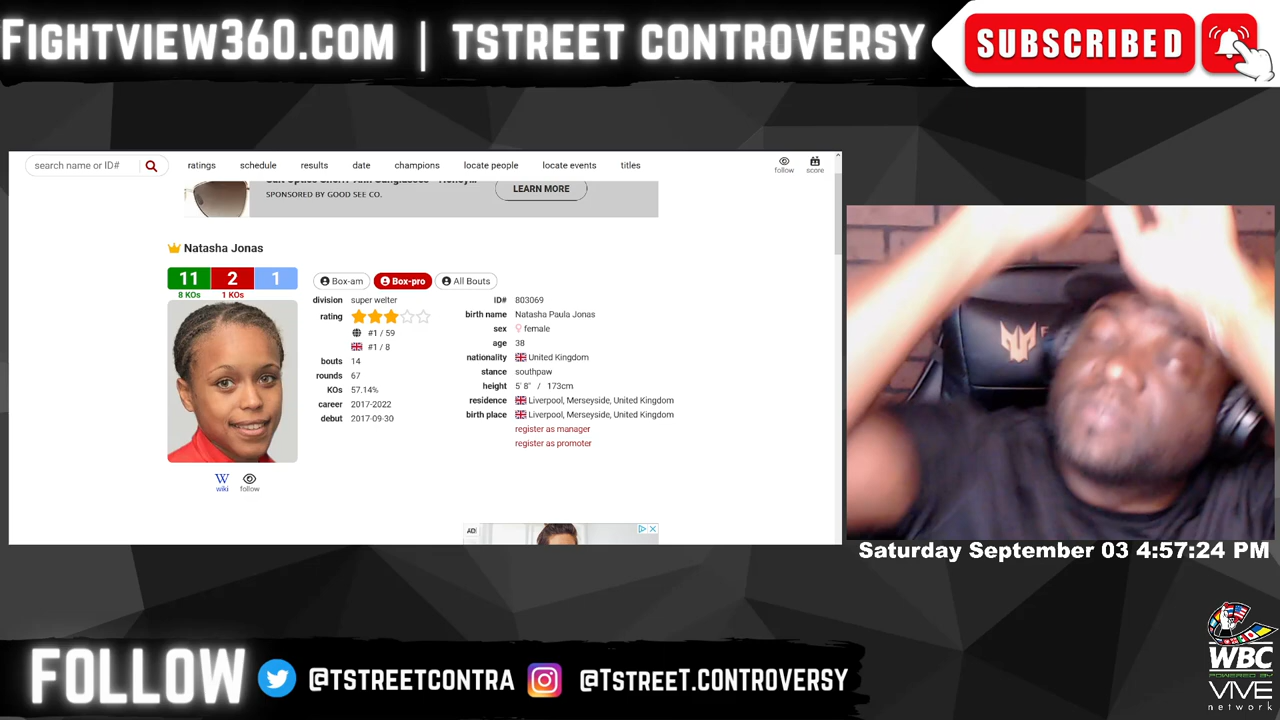 FIGHTVIEW360.COM | TSTREET CONTROVERSY
SUBSCRIBED
search name or ID#
ratings schedule results date champions locate people locate events titles
follow score
SPONSORED BY GOOD SEE CO.
LEARN MORE
Natasha Jonas
11 2 1
8 KOs 1 KOs
Box-am Box-pro All Bouts
division super welter
rating
#1 / 59
#1 / 8
bouts 14
rounds 67
KOs 57.14%
career 2017-2022
debut 2017-09-30
ID# 803069
birth name Natasha Paula Jonas
sex ♀ female
age 38
nationality United Kingdom
stance southpaw
height 5' 8" / 173cm
residence Liverpool, Merseyside, United Kingdom
birth place Liverpool, Merseyside, United Kingdom
register as manager
register as promoter
W
wiki follow
AD
Saturday September 03 4:57:24 PM
FOLLOW @TSTREETCONTRA @TSTREET.CONTROVERSY
WBC
POWERED BY
VIVE
network